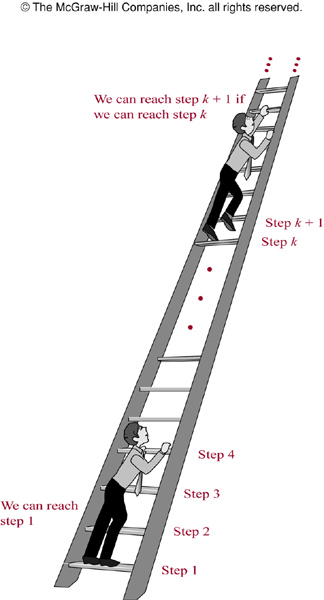 © The McGraw-Hill Companies, Inc. all rights reserved.
We can reach step k + 1 if
we can reach step k
Step k + 1
Step k
Step 4
Step 3
We can reach
step 1
Step 2
Step 1